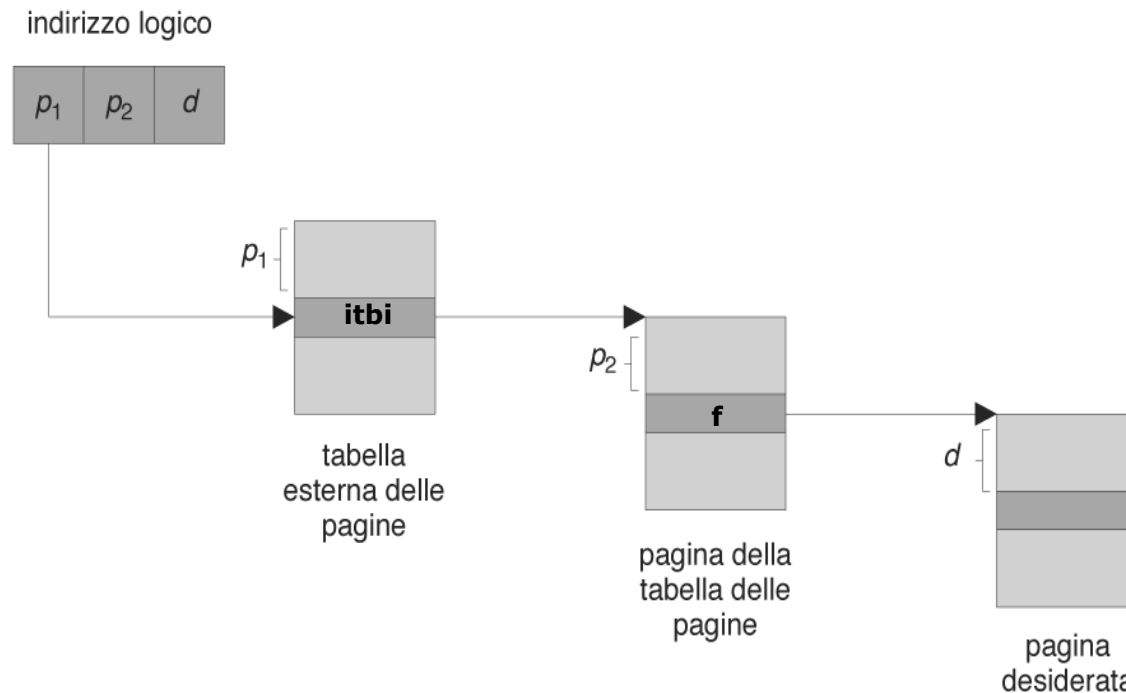 indirizzo logico
p1 p2 d
p1
itbi
tabella
esterna delle
pagine
p2
f
pagina della
tabella delle
pagine
d
pagina
desiderata